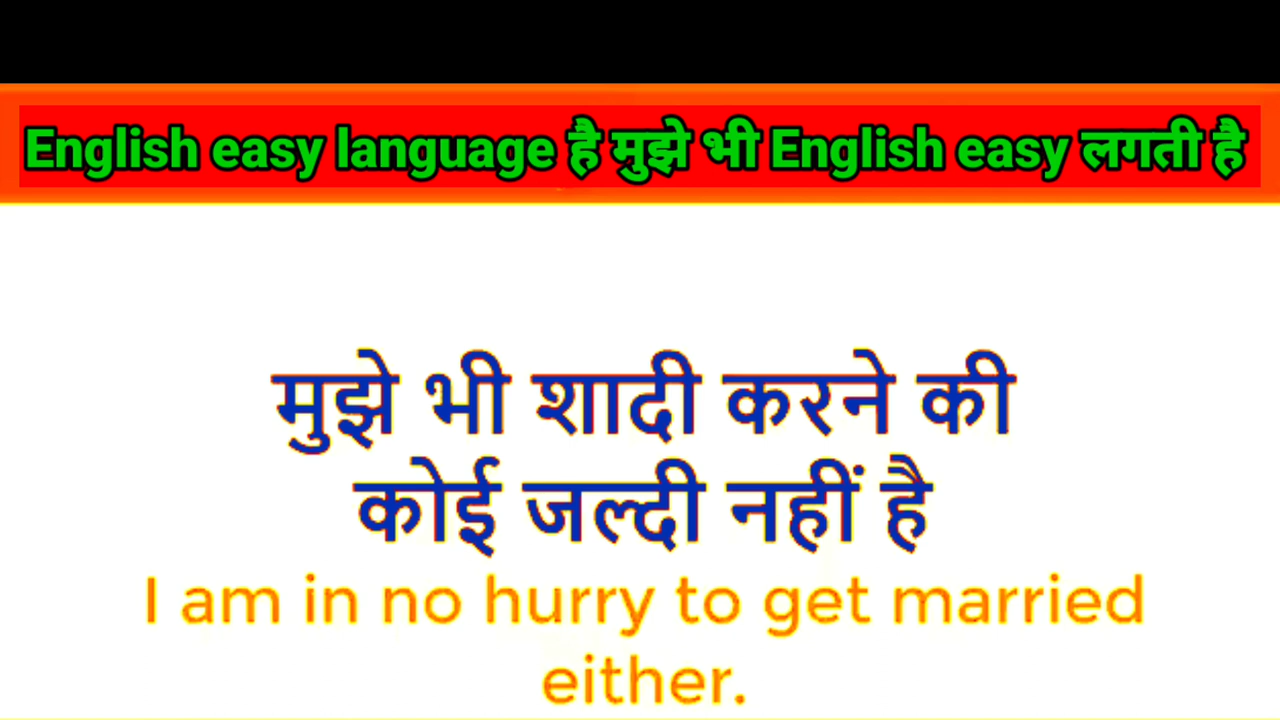 English easy language है मुझे भी English easy लगती है
मुझे भी शादी करने की
कोई जल्दी नहीं है
I am in no hurry to get married
either.